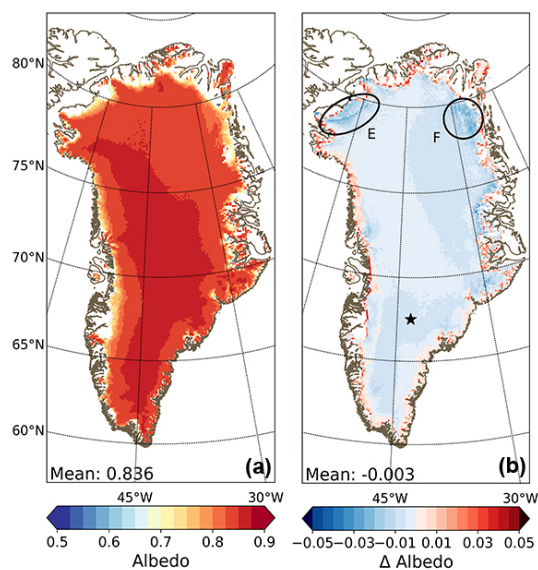 80°N
75°N
70°N
65°N
60°N
E
F
★
Mean: 0.836
(a)
Mean: -0.003
(b)
45°W
30°W
45°W
30°W
0.5 0.6 0.7 0.8 0.9
Albedo
−0.05 −0.03 −0.01 0.01 0.03 0.05
Δ Albedo